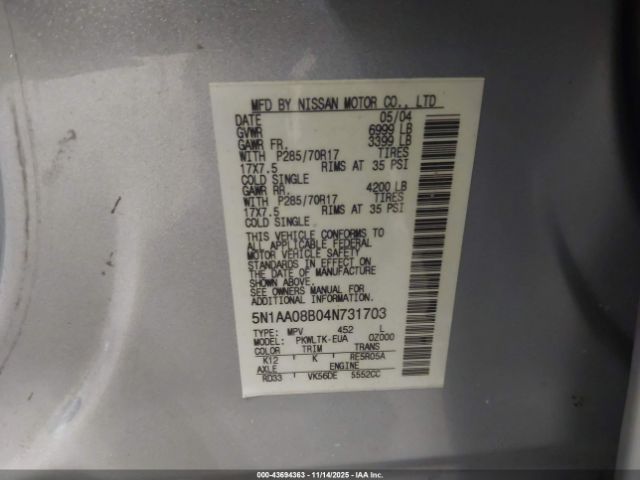 MFD BY NISSAN MOTOR CO., LTD
DATE 05/04
GVWR 6999 LB
GAWR FR. 3399 LB
WITH P285/70R17 TIRES
17X7.5 RIMS AT 35 PSI
COLD SINGLE
GAWR RR. 4200 LB
WITH P285/70R17 TIRES
17X7.5 RIMS AT 35 PSI
COLD SINGLE
THIS VEHICLE CONFORMS TO
ALL APPLICABLE FEDERAL
MOTOR VEHICLE SAFETY
STANDARDS IN EFFECT ON
THE DATE OF MANUFACTURE
SHOWN ABOVE.
SEE OWNERS MANUAL FOR
ADDITIONAL INFORMATION.
5N1AA08B04N731703
TYPE: MPV 452 L
MODEL: PKWLTK-EUA OZ000
COLOR TRIM TRANS
K12 K RE5R05A
AXLE ENGINE
RD33 VK56DE 5552CC
00-43694363 - 11/14/2025 - IAAI Inc.